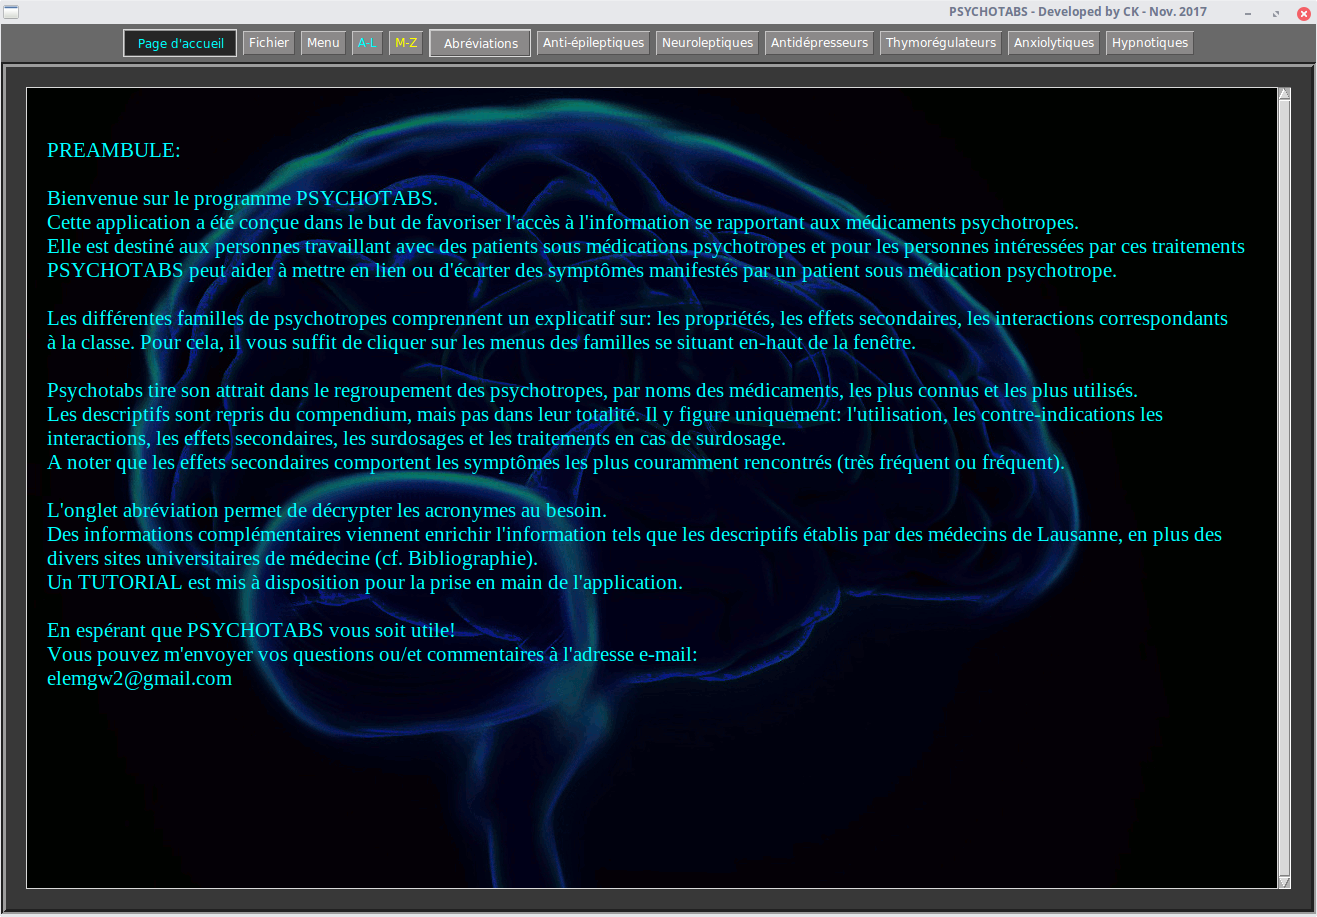 PSYCHOTABS - Developed by CK - Nov. 2017
Page d'accueil Fichier Menu A-L M-Z Abréviations Anti-épileptiques Neuroleptiques Antidépresseurs Thymorégulateurs Anxiolytiques Hypnotiques
PREAMBULE:
Bienvenue sur le programme PSYCHOTABS.
Cette application a été conçue dans le but de favoriser l'accès à l'information se rapportant aux médicaments psychotropes.
Elle est destiné aux personnes travaillant avec des patients sous médications psychotropes et pour les personnes intéressées par ces traitements
PSYCHOTABS peut aider à mettre en lien ou d'écarter des symptômes manifestés par un patient sous médication psychotrope.
Les différentes familles de psychotropes comprennent un explicatif sur: les propriétés, les effets secondaires, les interactions correspondants
à la classe. Pour cela, il vous suffit de cliquer sur les menus des familles se situant en-haut de la fenêtre.
Psychotabs tire son attrait dans le regroupement des psychotropes, par noms des médicaments, les plus connus et les plus utilisés.
Les descriptifs sont repris du compendium, mais pas dans leur totalité. Il y figure uniquement: l'utilisation, les contre-indications les
interactions, les effets secondaires, les surdosages et les traitements en cas de surdosage.
A noter que les effets secondaires comportent les symptômes les plus couramment rencontrés (très fréquent ou fréquent).
L'onglet abréviation permet de décrypter les acronymes au besoin.
Des informations complémentaires viennent enrichir l'information tels que les descriptifs établis par des médecins de Lausanne, en plus des
divers sites universitaires de médecine (cf. Bibliographie).
Un TUTORIAL est mis à disposition pour la prise en main de l'application.
En espérant que PSYCHOTABS vous soit utile!
Vous pouvez m'envoyer vos questions ou/et commentaires à l'adresse e-mail:
elemgw2@gmail.com